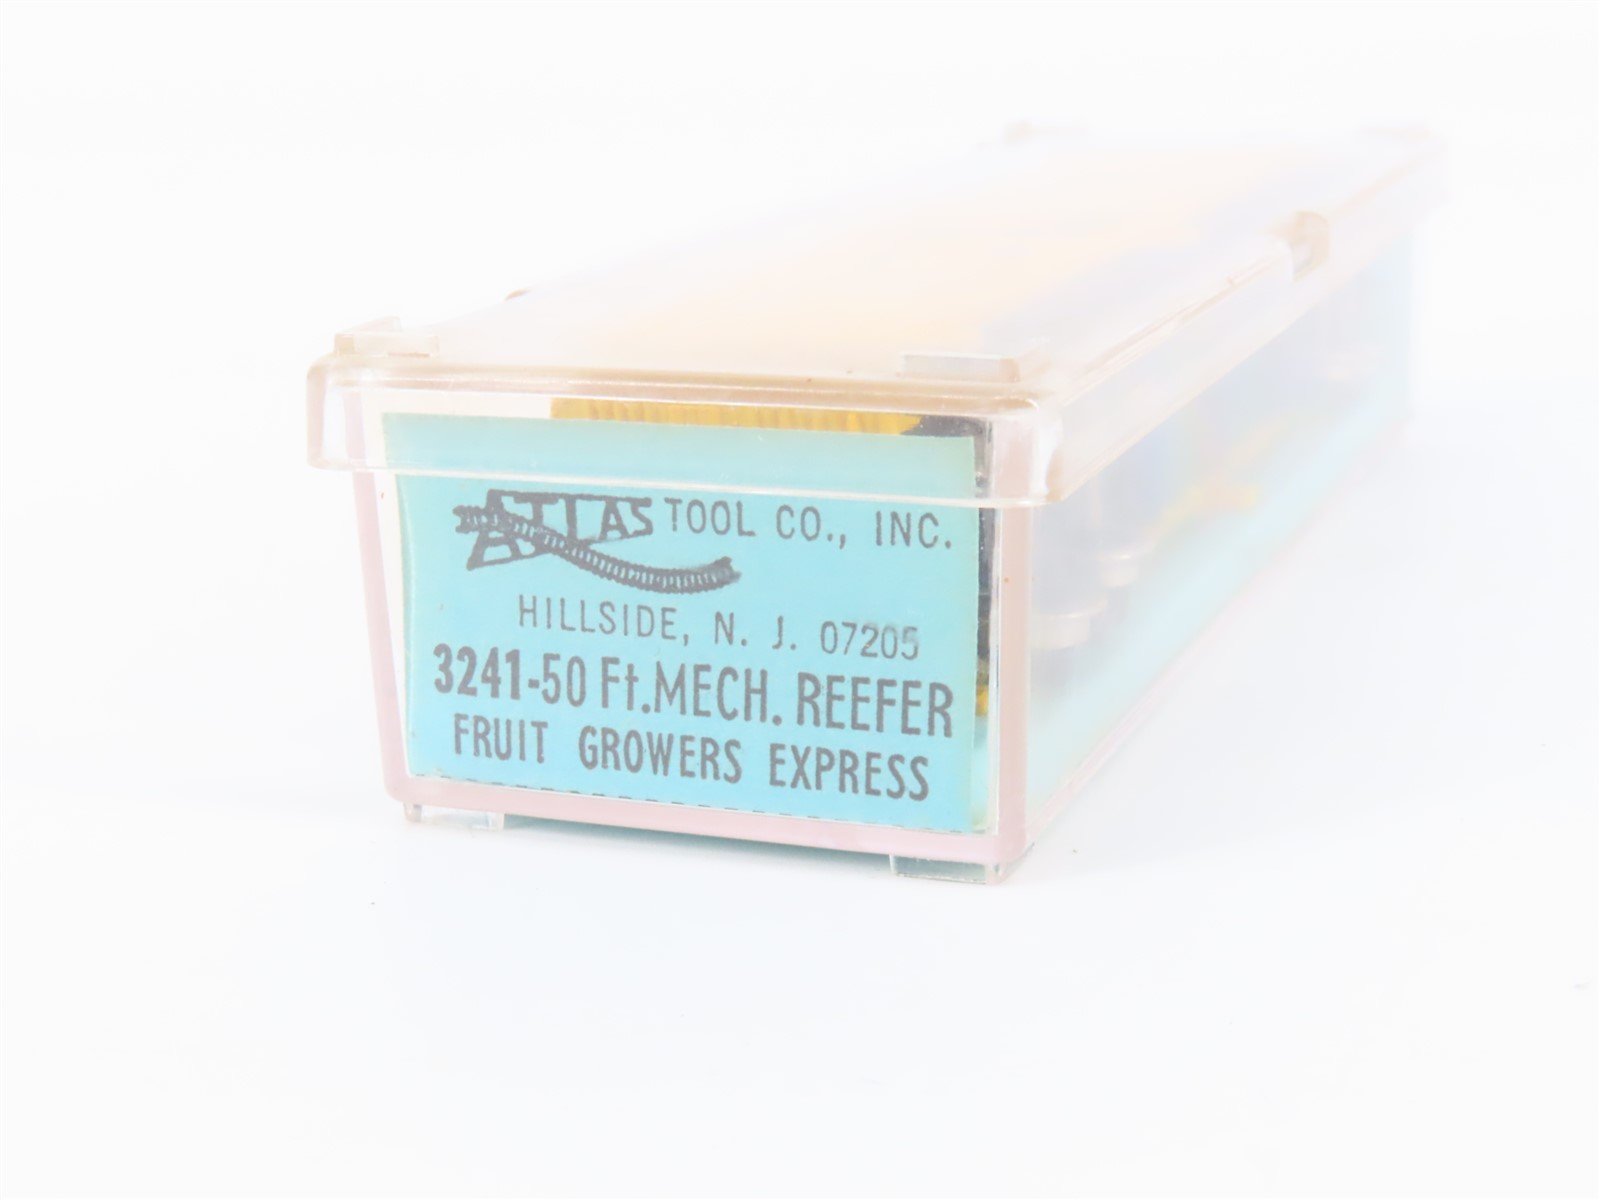 ATLAS TOOL CO., INC.
HILLSIDE, N. J. 07205
3241-50 Ft. MECH. REEFER
FRUIT GROWERS EXPRESS